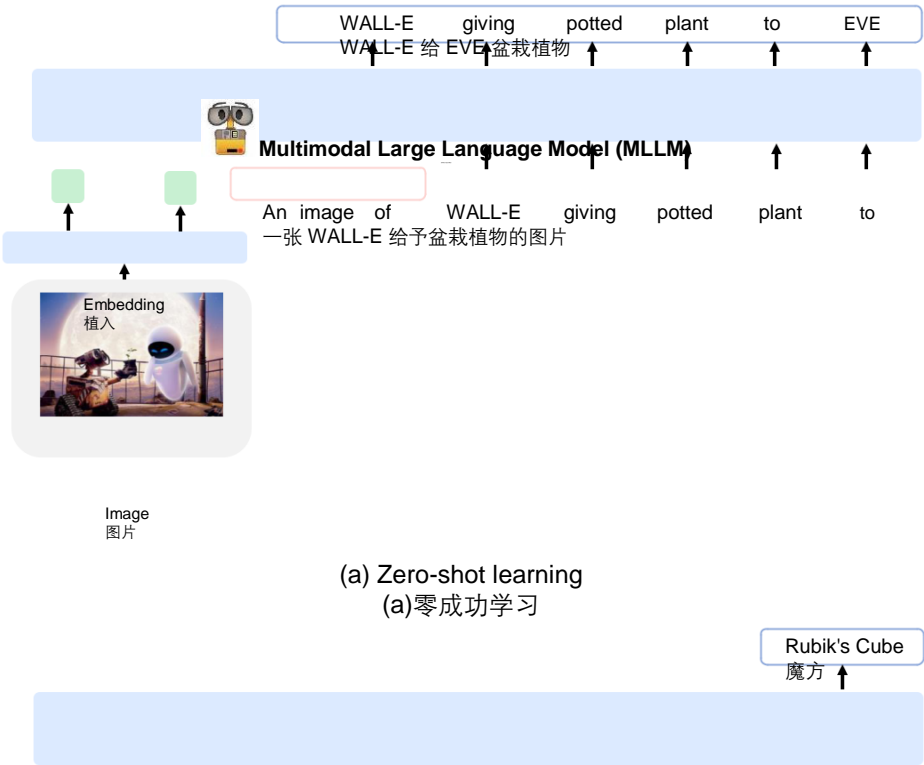 WALL-E giving potted plant to EVE
WALL-E 给 EVE 盆栽植物
Multimodal Large Language Model (MLLM)
An image of WALL-E giving potted plant to
一张 WALL-E 给予盆栽植物的图片
Embedding
植入
Image
图片
(a) Zero-shot learning
(a)零成功学习
Rubik's Cube
魔方